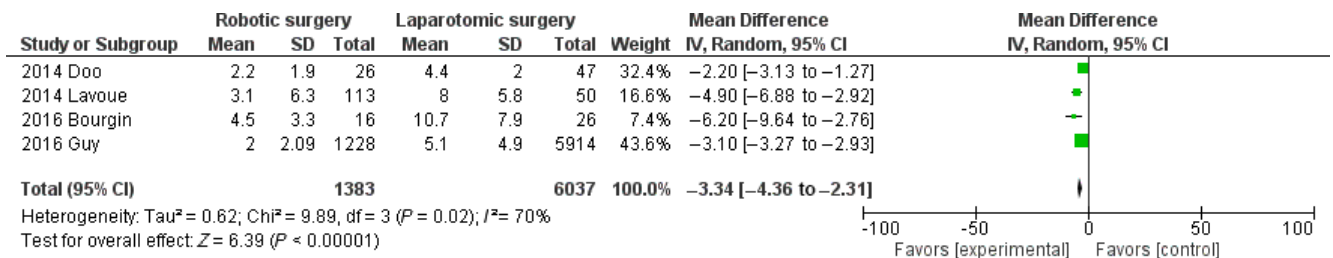 Robotic surgery Laparotomic surgery Mean Difference Mean Difference
Study or Subgroup Mean SD Total Mean SD Total Weight IV, Random, 95% CI IV, Random, 95% CI
2014 Doo 2.2 1.9 26 4.4 2 47 32.4% −2.20 [−3.13 to −1.27]
2014 Lavoue 3.1 6.3 113 8 5.8 50 16.6% −4.90 [−6.88 to −2.92]
2016 Bourgin 4.5 3.3 16 10.7 7.9 26 7.4% −6.20 [−9.64 to −2.76]
2016 Guy 2 2.09 1228 5.1 4.9 5914 43.6% −3.10 [−3.27 to −2.93]
Total (95% CI) 1383 6037 100.0% −3.34 [−4.36 to −2.31]
Heterogeneity: Tau² = 0.62; Chi² = 9.89, df = 3 (P = 0.02); I² = 70%
Test for overall effect: Z = 6.39 (P < 0.00001)
-100 -50 0 50 100
Favors [experimental] Favors [control]